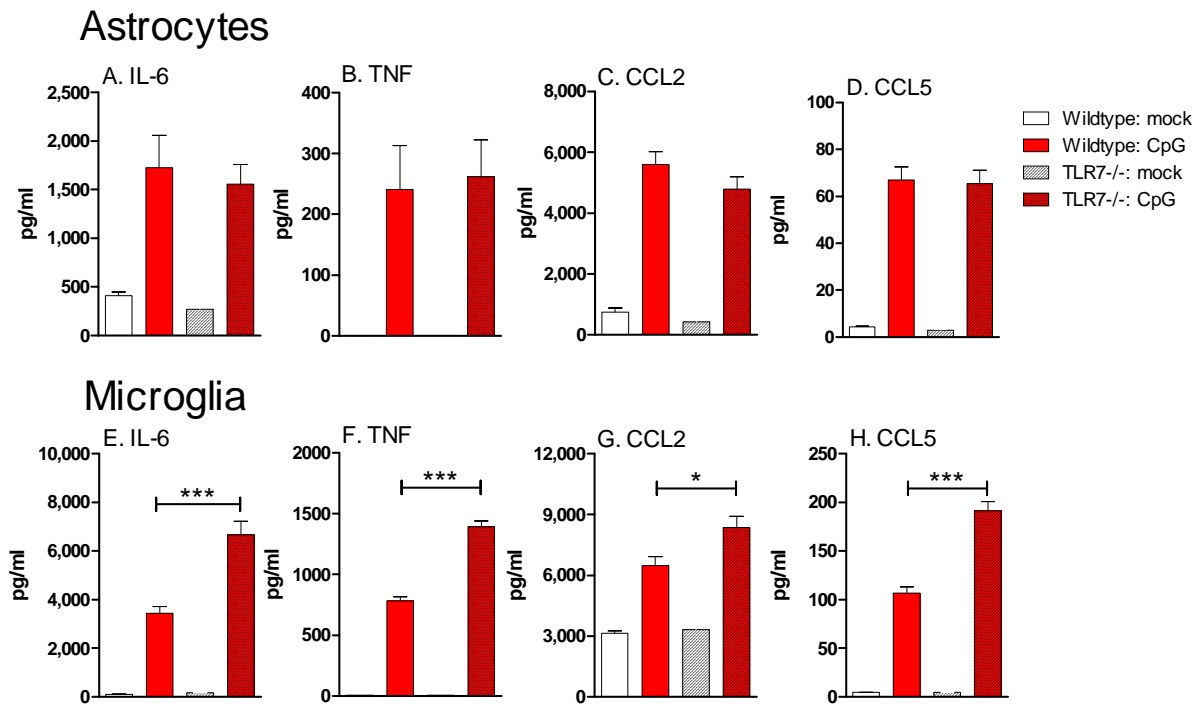 Astrocytes
A. IL-6
2,500
2,000
1,500
1,000
500
0
pg/ml
B. TNF
400
300
200
100
0
pg/ml
C. CCL2
8,000
6,000
4,000
2,000
0
pg/ml
D. CCL5
100
80
60
40
20
0
pg/ml
Wildtype: mock
Wildtype: CpG
TLR7-/-: mock
TLR7-/-: CpG
Microglia
E. IL-6
10,000
8,000
6,000
4,000
2,000
0
pg/ml
***
F. TNF
2000
1500
1000
500
0
pg/ml
***
G. CCL2
12,000
9,000
6,000
3,000
0
pg/ml
*
H. CCL5
250
200
150
100
50
0
pg/ml
***